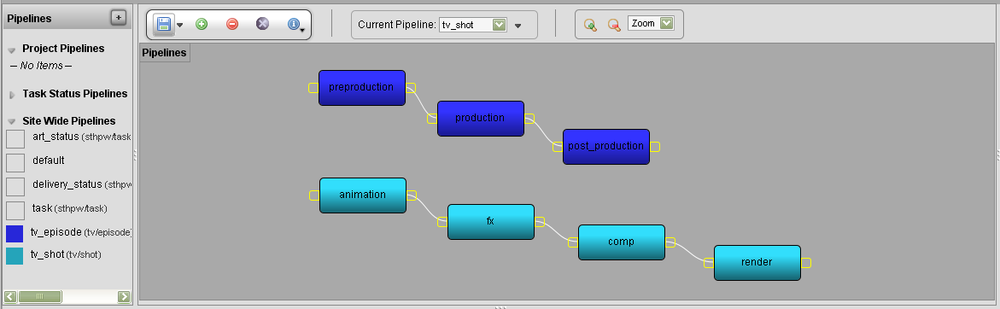 Pipelines
+
Project Pipelines
-- No Items --
Task Status Pipelines
Site Wide Pipelines
art_status (sthpw/task
default
delivery_status (sthpw
task (sthpw/task)
tv_episode (tv/episode)
tv_shot (tv/shot)
Current Pipeline: tv_shot
Zoom
Pipelines
preproduction
production
post_production
animation
fx
comp
render